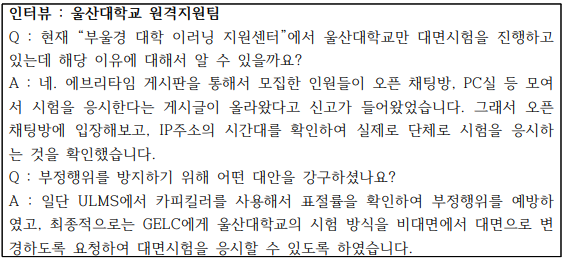 인터뷰 : 울산대학교 원격지원팀
Q : 현재 “부울경 대학 이러닝 지원센터”에서 울산대학교만 대면시험을 진행하고
있는데 해당 이유에 대해서 알 수 있을까요?
A : 네. 에브리타임 게시판을 통해서 모집한 인원들이 오픈 채팅방, PC실 등 모여
서 시험을 응시한다는 게시글이 올라왔다고 신고가 들어왔었습니다. 그래서 오픈
채팅방에 입장해보고, IP주소의 시간대를 확인하여 실제로 단체로 시험을 응시하
는 것을 확인했습니다.
Q : 부정행위를 방지하기 위해 어떤 대안을 강구하셨나요?
A : 일단 ULMS에서 카피킬러를 사용해서 표절률을 확인하여 부정행위를 예방하
였고, 최종적으로는 GELC에게 울산대학교의 시험 방식을 비대면에서 대면으로 변
경하도록 요청하여 대면시험을 응시할 수 있도록 하였습니다.